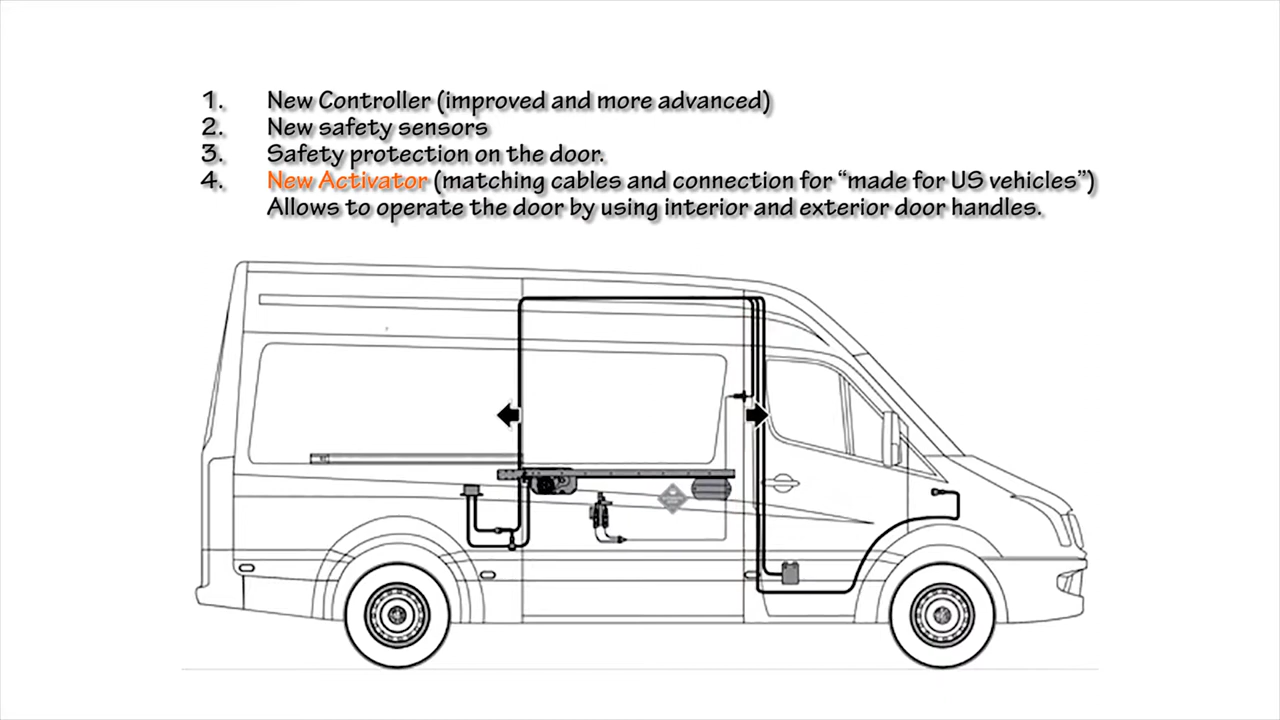 1. New Controller (improved and more advanced)
2. New safety sensors
3. Safety protection on the door.
4. New Activator (matching cables and connection for “made for US vehicles”)
Allows to operate the door by using interior and exterior door handles.